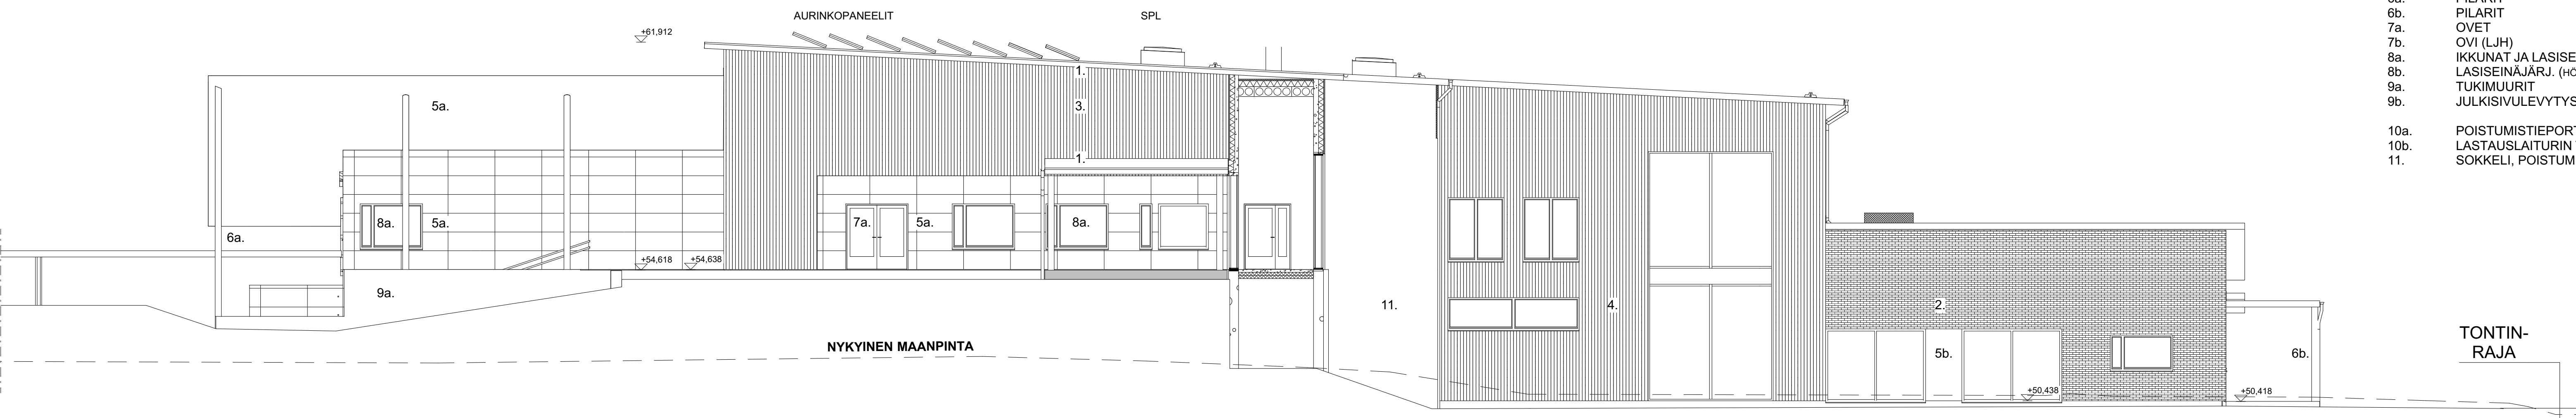 AURINKOPANEELIT
SPL
+61,912
1.
3.
1.
5a.
5a.
8a.
6a.
9a.
7a.
5a.
8a.
+54,618
+54,638
NYKYINEN MAANPINTA
11.
4.
2.
5b.
6b.
+50,438
+50,418
TONTIN-
RAJA
6b. PILARIT
7a. OVET
7b. OVI (LJH)
8a. IKKUNAT JA LASISE
8b. LASISEINÄJÄRJ. (HÖ
9a. TUKIMUURIT
9b. JULKISIVULEVYTYS
10a. POISTUMISTIEPORT
10b. LASTAUSLAITURIN
11. SOKKELI, POISTUM